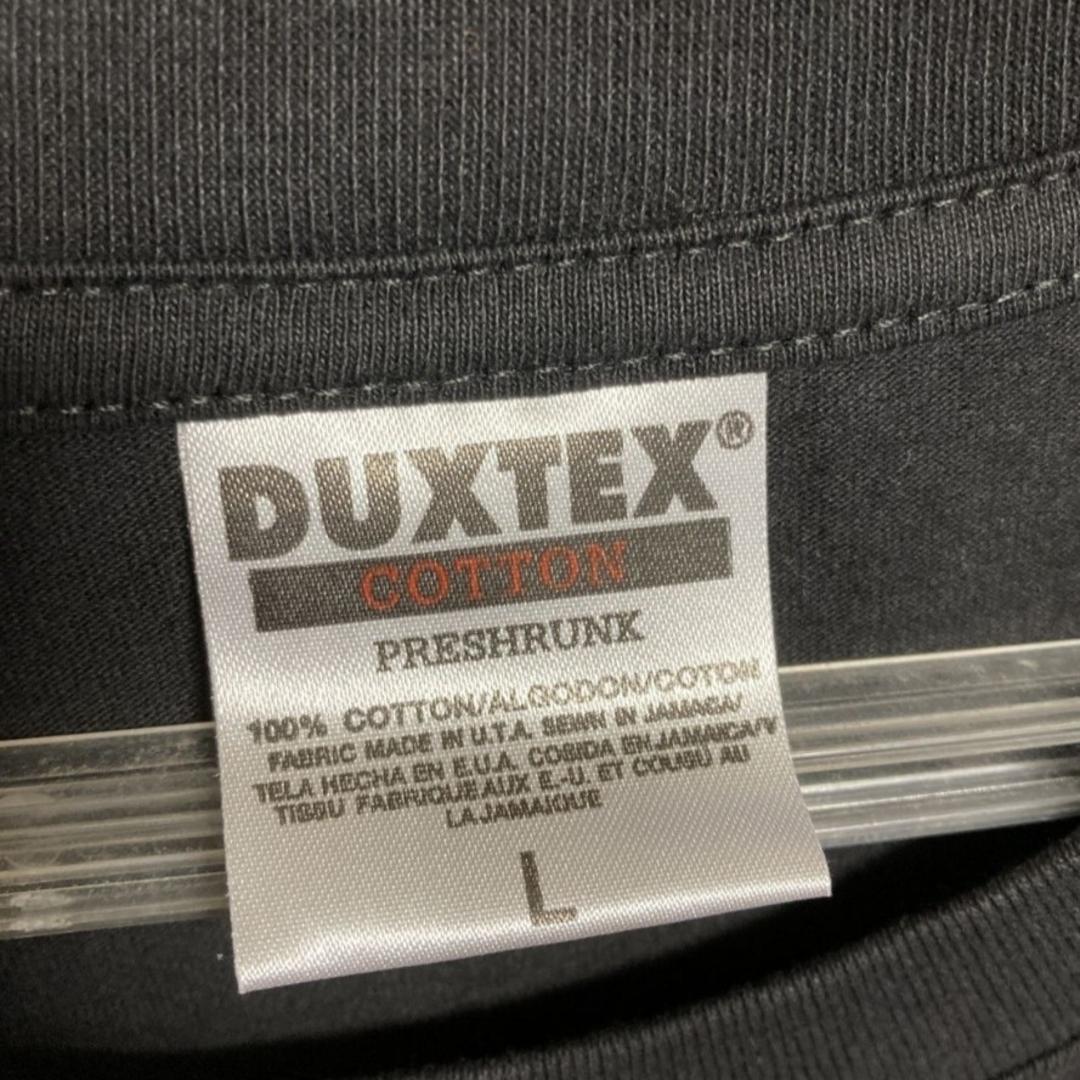 DUXTEX®
COTTON
PRESHRUNK
100% COTTON/ALGODON/COTON
FABRIC MADE IN U.T.A. SEWN IN JAMACA/
TELA HECHA EN E.U.A. COSIDA EN JAMAICA/Y
TISSU FABRIQUE AUX E.-U. ET COUSU AU
LA JAMAIQUE
L